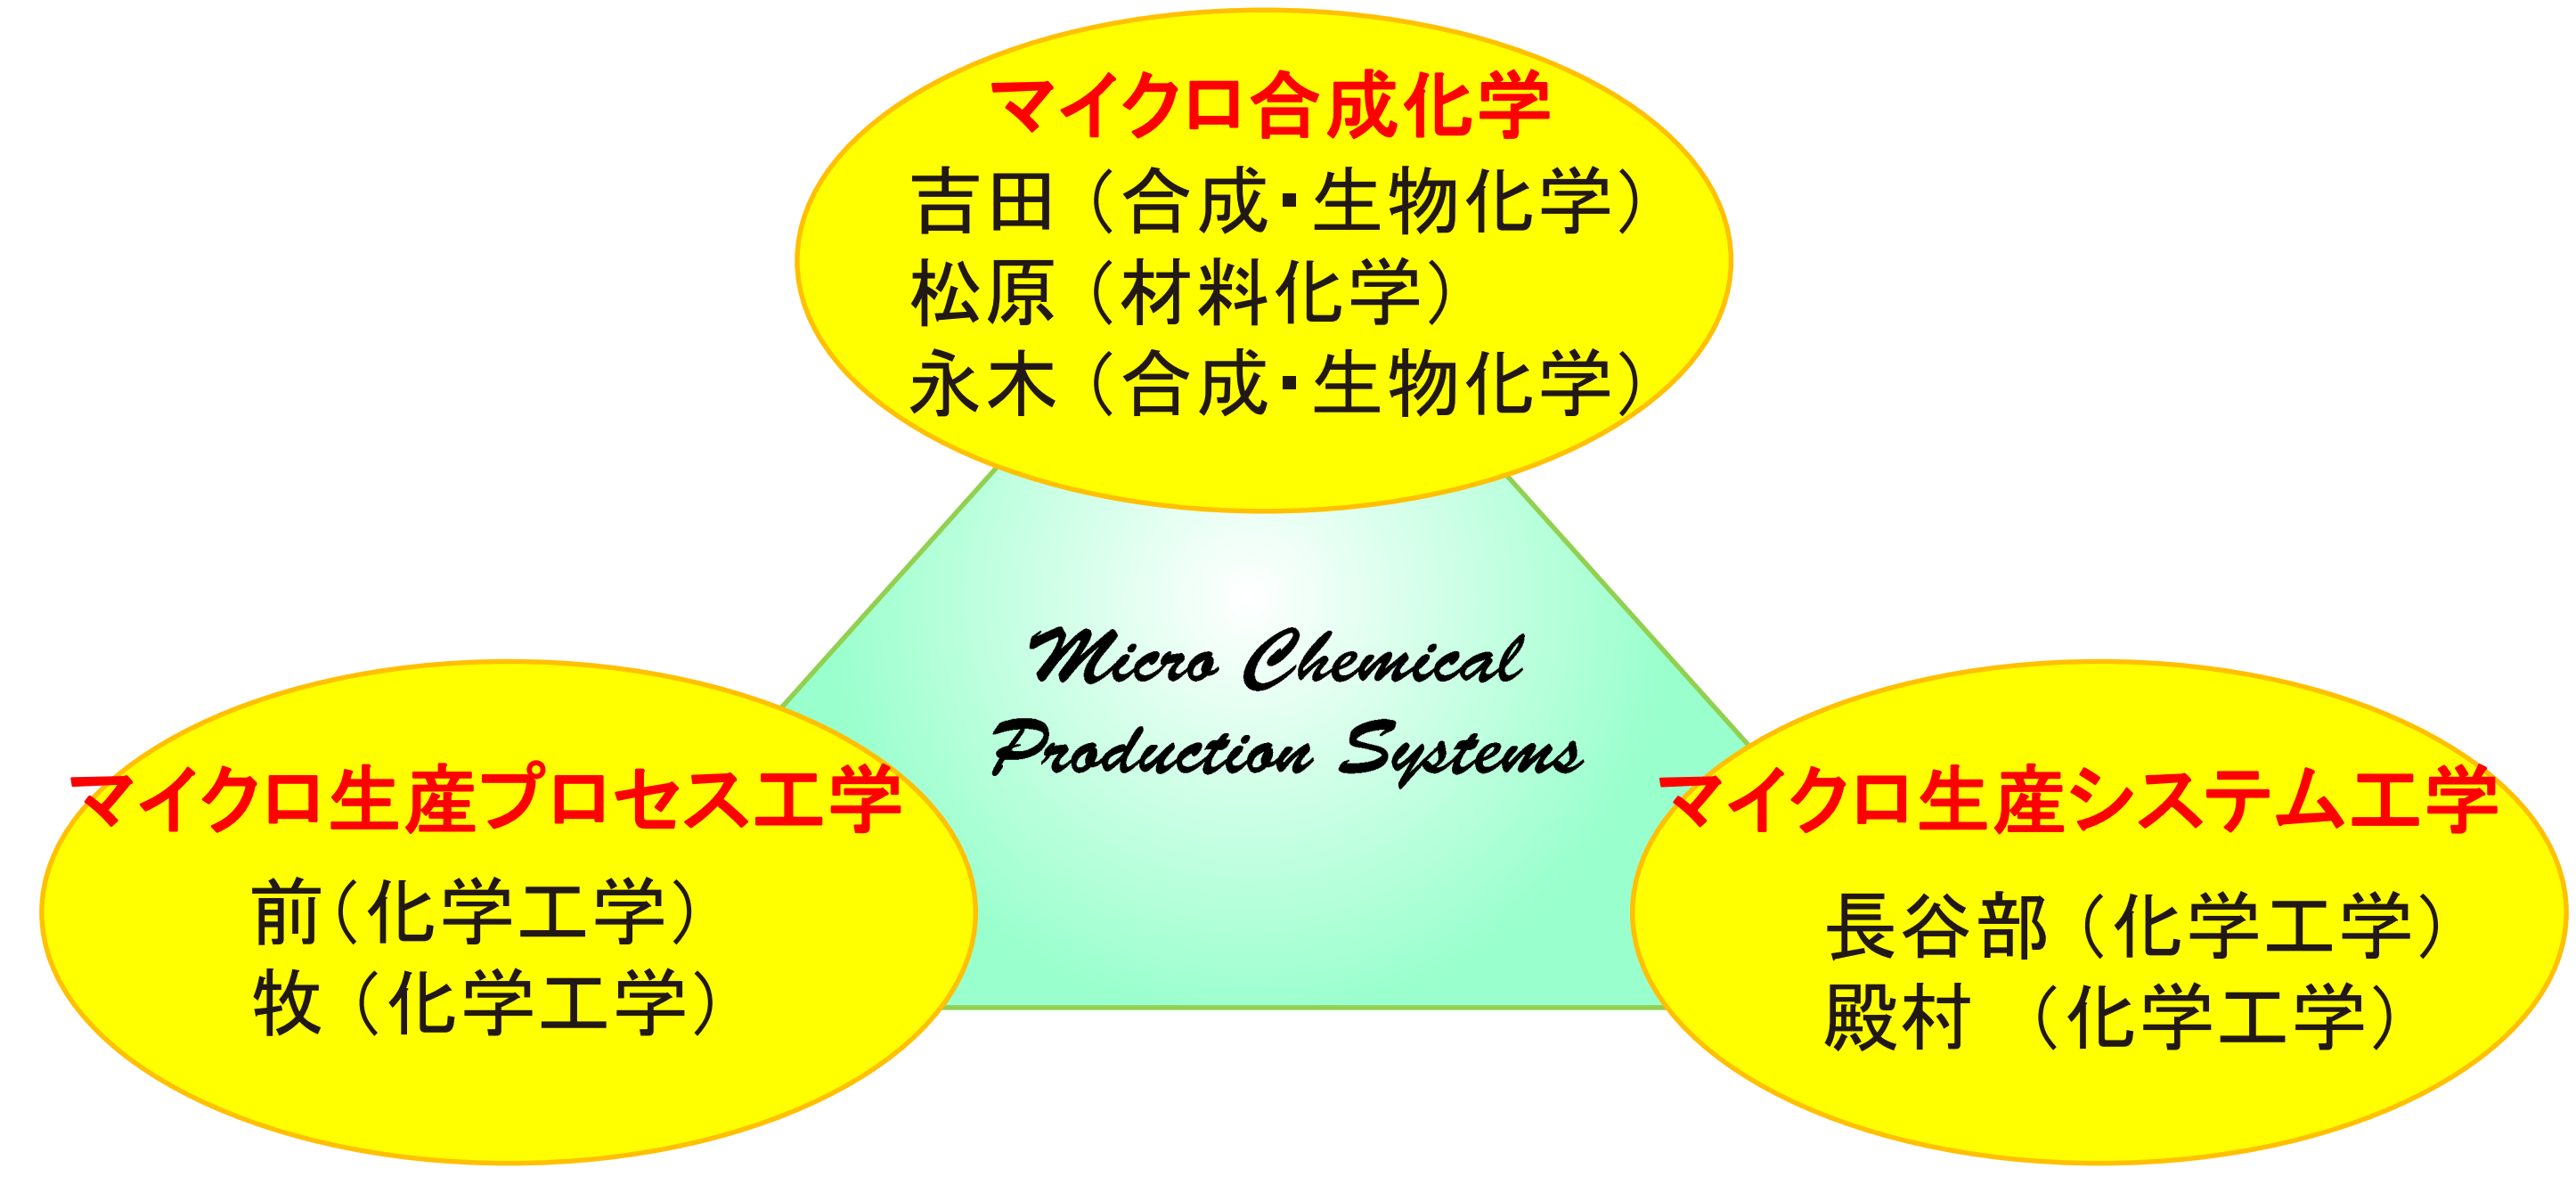 マイクロ合成化学
吉田（合成・生物化学）
松原（材料化学）
永木（合成・生物化学）
Micro Chemical
Production Systems
マイクロ生産プロセス工学
前（化学工学）
牧（化学工学）
マイクロ生産システム工学
長谷部（化学工学）
殿村　（化学工学）